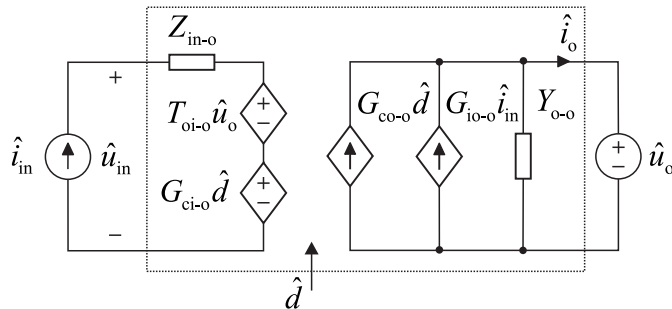 Z_in-o
î_o
+
T_oi-o û_o
+
−
G_co-o d̂
G_io-o î_in
Y_o-o
î_in
û_in
G_ci-o d̂
+
−
+
−
û_o
−
d̂